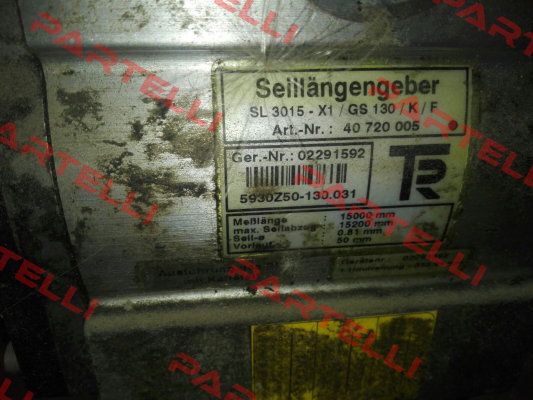 Seillängengeber
SL 3015 - X1 / GS 130 / K / F
Art.-Nr.: 40 720 005
Ger.-Nr.: 02291592
5930Z50-130.031
TR
Meßlänge : 15000 mm
max. Seilabzug : 15200 mm
Seil-ø : 0.81 mm
Vorlauf : 50 mm
PARTELLI
PARTELLI
PARTELLI
PARTELLI
PARTELLI
PARTELLI
PARTELLI